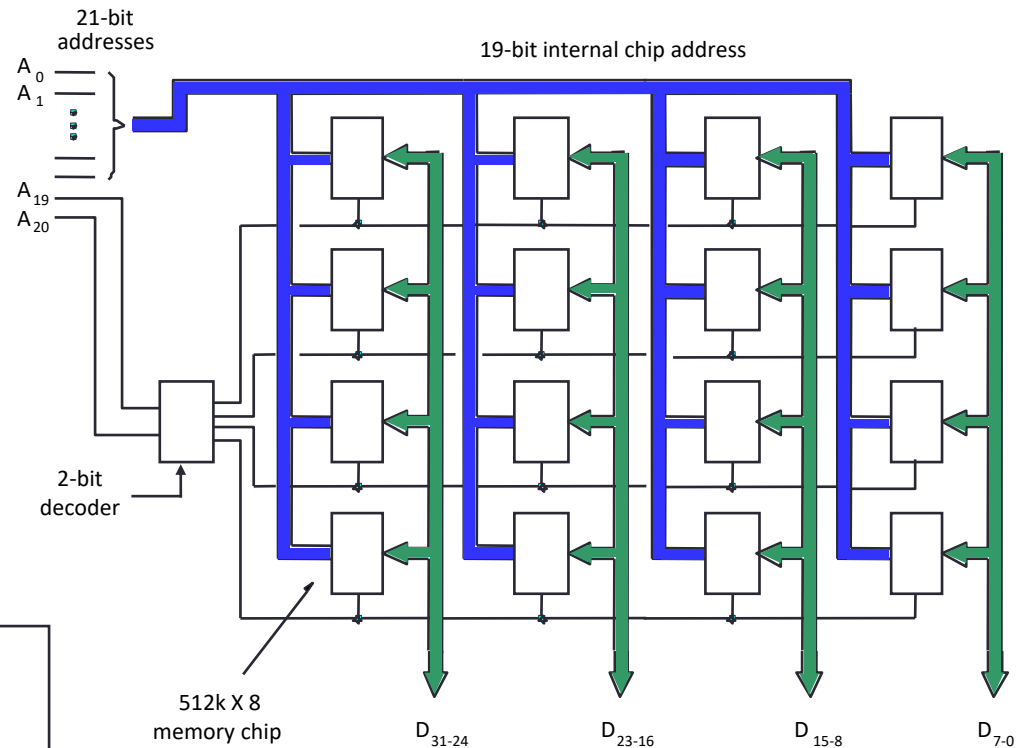 21-bit
addresses
19-bit internal chip address
A0
A1
A19
A20
2-bit
decoder
512k X 8
memory chip
D31-24
D23-16
D15-8
D7-0